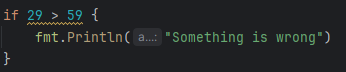 if 29 > 59 {
    fmt.Println( a...: "Something is wrong")
}